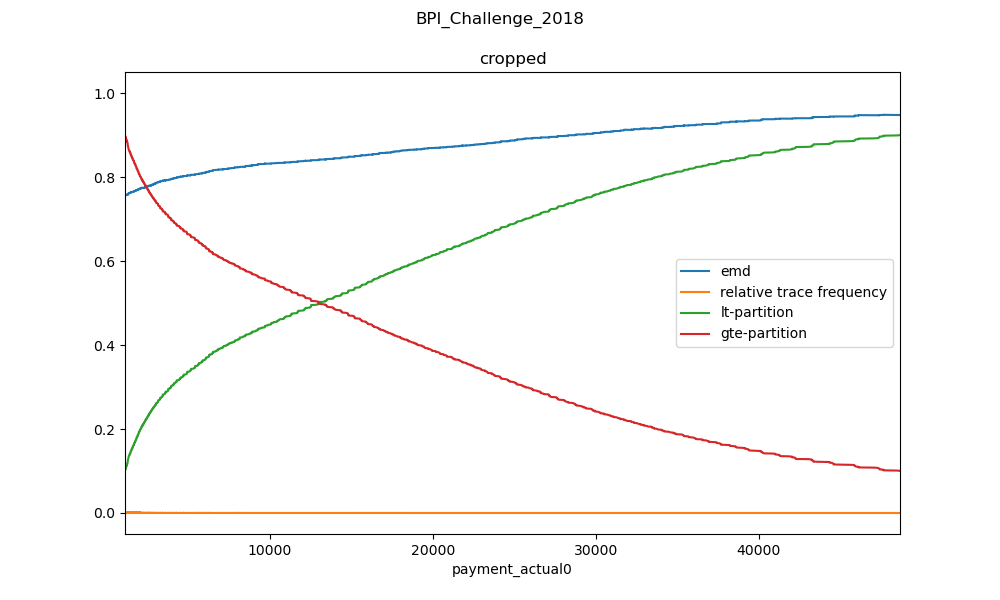 BPI_Challenge_2018
cropped
1.0
0.8
0.6
0.4
0.2
0.0
emd
relative trace frequency
lt-partition
gte-partition
10000 20000 30000 40000
payment_actual0